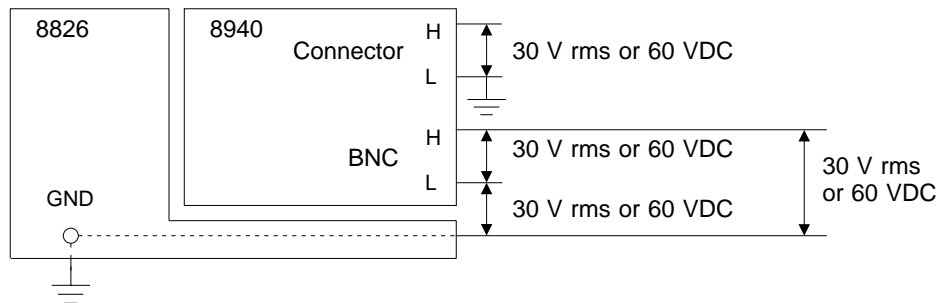 8826
8940
Connector
H
30 V rms or 60 VDC
L
H
BNC
30 V rms or 60 VDC
30 V rms
or 60 VDC
L
30 V rms or 60 VDC
GND